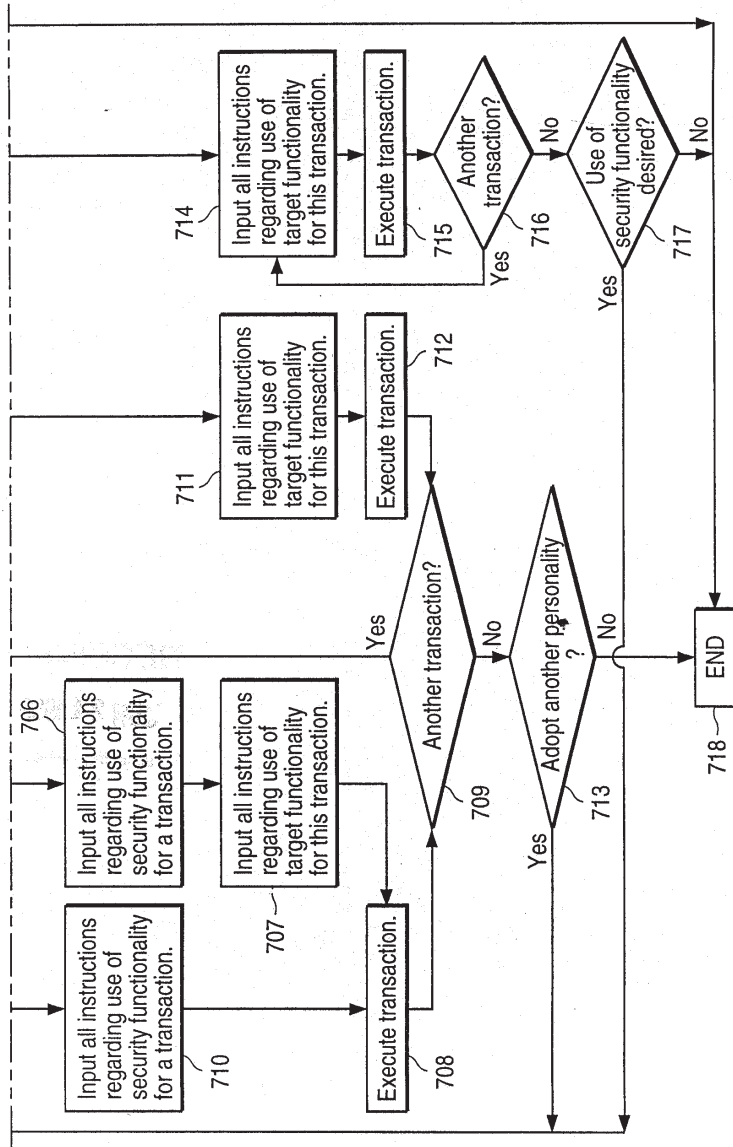 706
Input all instructions
regarding use of
security functionality
for a transaction.
Input all instructions
regarding use of
security functionality
for a transaction.
710
Input all instructions
regarding use of
target functionality
for this transaction.
707
Execute transaction.
708
Yes
Another transaction?
709
No
Adopt another personality
?
713
Yes
No
END
718
711
Input all instructions
regarding use of
target functionality
for this transaction.
Execute transaction.
712
714
Input all instructions
regarding use of
target functionality
for this transaction.
Execute transaction.
715
Another
transaction?
716
Yes
No
Use of
security functionality
desired?
717
Yes
No